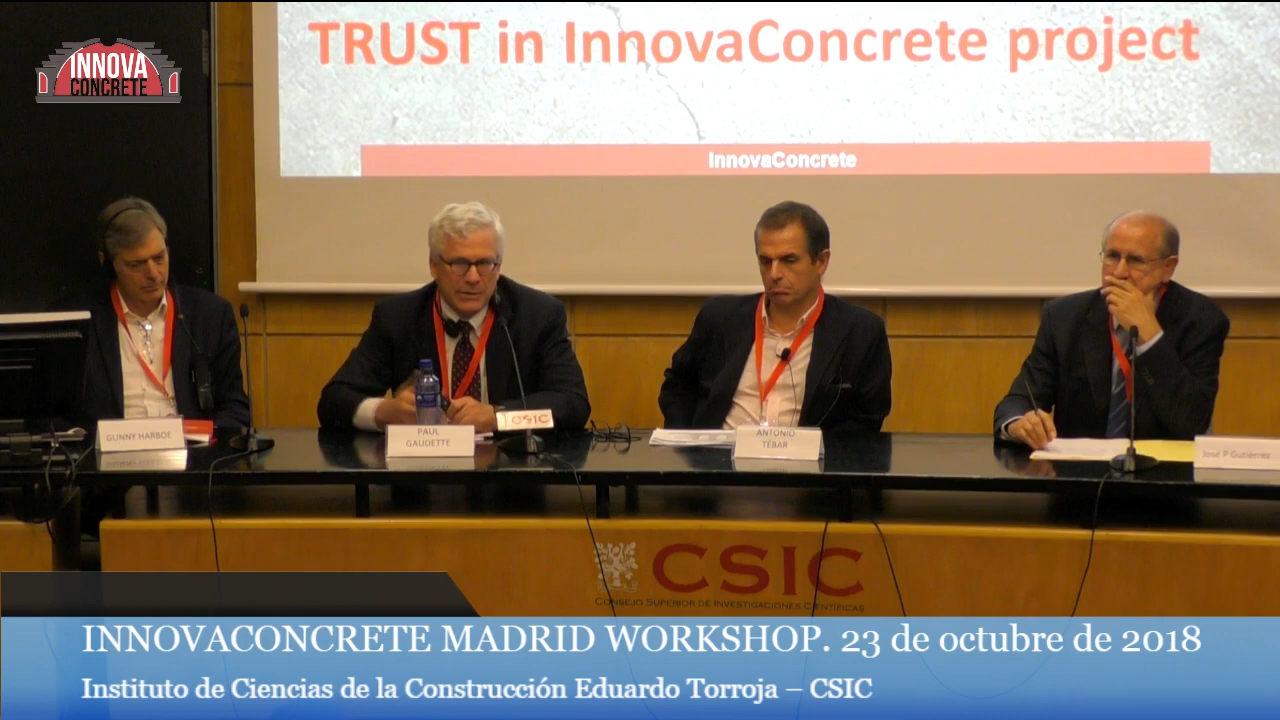 INNOVA
CONCRETE
TRUST in InnovaConcrete project
InnovaConcrete
GUNNY HARBOE
PAUL
GAUDETTE
CSIC
ANTONIO
TÉBAR
José P Gutiérrez
CSIC
CONSEJO SUPERIOR DE INVESTIGACIONES CIENTÍFICAS
INNOVACONCRETE MADRID WORKSHOP. 23 de octubre de 2018
Instituto de Ciencias de la Construcción Eduardo Torroja – CSIC